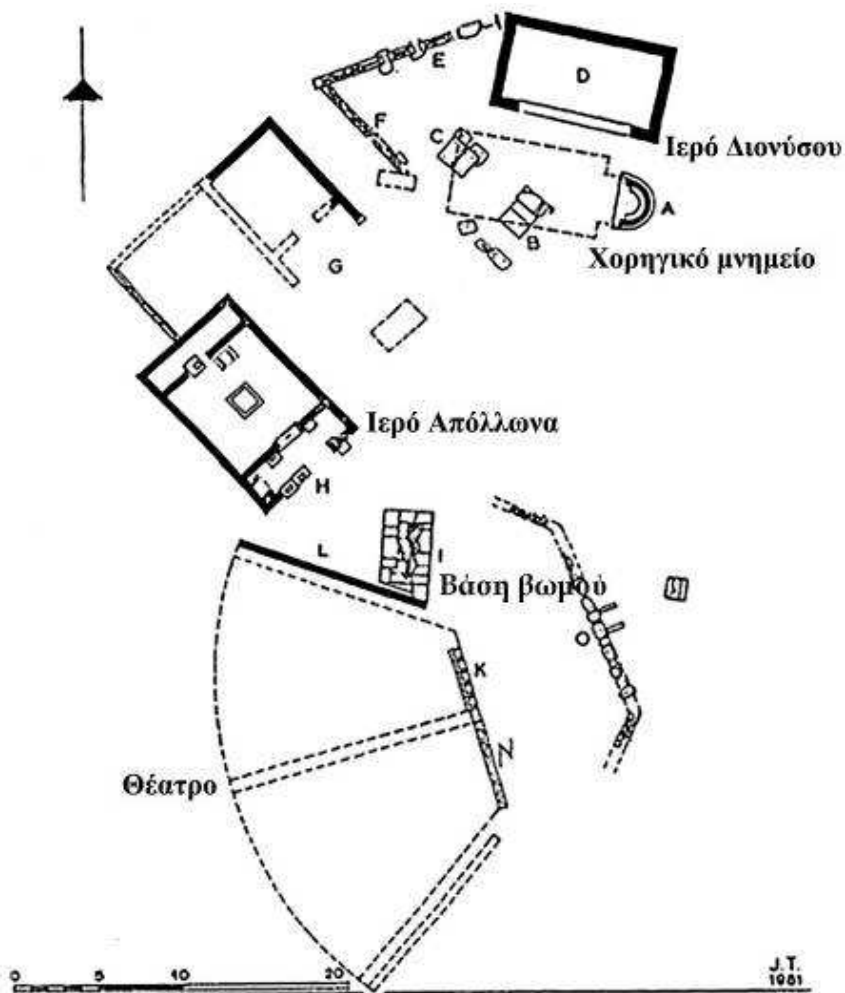 E
D
F
C
Ιερό Διονύσου
A
B
Χορηγικό μνημείο
G
Ιερό Απόλλωνα
H
L
I
Βάση βωμού
K
Θέατρο
0 5 10 20
J.T.
1981